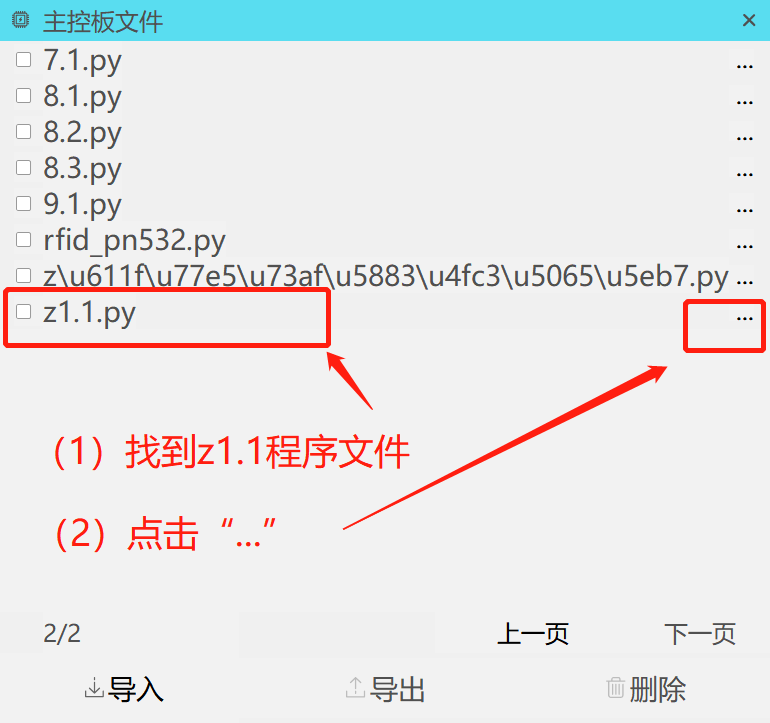 主控板文件
7.1.py ...
8.1.py ...
8.2.py ...
8.3.py ...
9.1.py ...
rfid_pn532.py ...
z\u611f\u77e5\u73af\u5883\u4fc3\u5065\u5eb7.py ...
z1.1.py ...
（1）找到z1.1程序文件
（2）点击“...”
2/2 上一页 下一页
导入 导出 删除